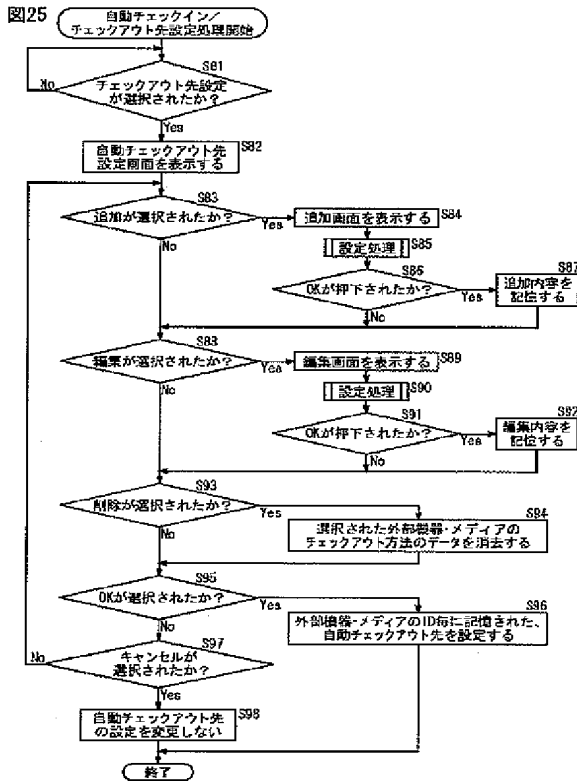 図25
自動チェックイン／
チェックアウト先設定処理開始
S81
チェックアウト先設定
が選択されたか？
No
Yes
S82
自動チェックアウト先
設定画面を表示する
S83
追加が選択されたか？
Yes
No
S84
追加画面を表示する
S85
設定処理
S86
OKが押下されたか？
Yes
No
S87
追加内容を
記憶する
S88
編集が選択されたか？
Yes
No
S89
編集画面を表示する
S90
設定処理
S91
OKが押下されたか？
Yes
No
S92
編集内容を
記憶する
S93
削除が選択されたか？
Yes
No
S94
選択された外部機器・メディアの
チェックアウト方法のデータを消去する
S95
OKが選択されたか？
Yes
No
S96
外部機器・メディアのID毎に記憶された、
自動チェックアウト先を設定する
S97
キャンセルが
選択されたか？
No
Yes
S98
自動チェックアウト先
の設定を変更しない
終了